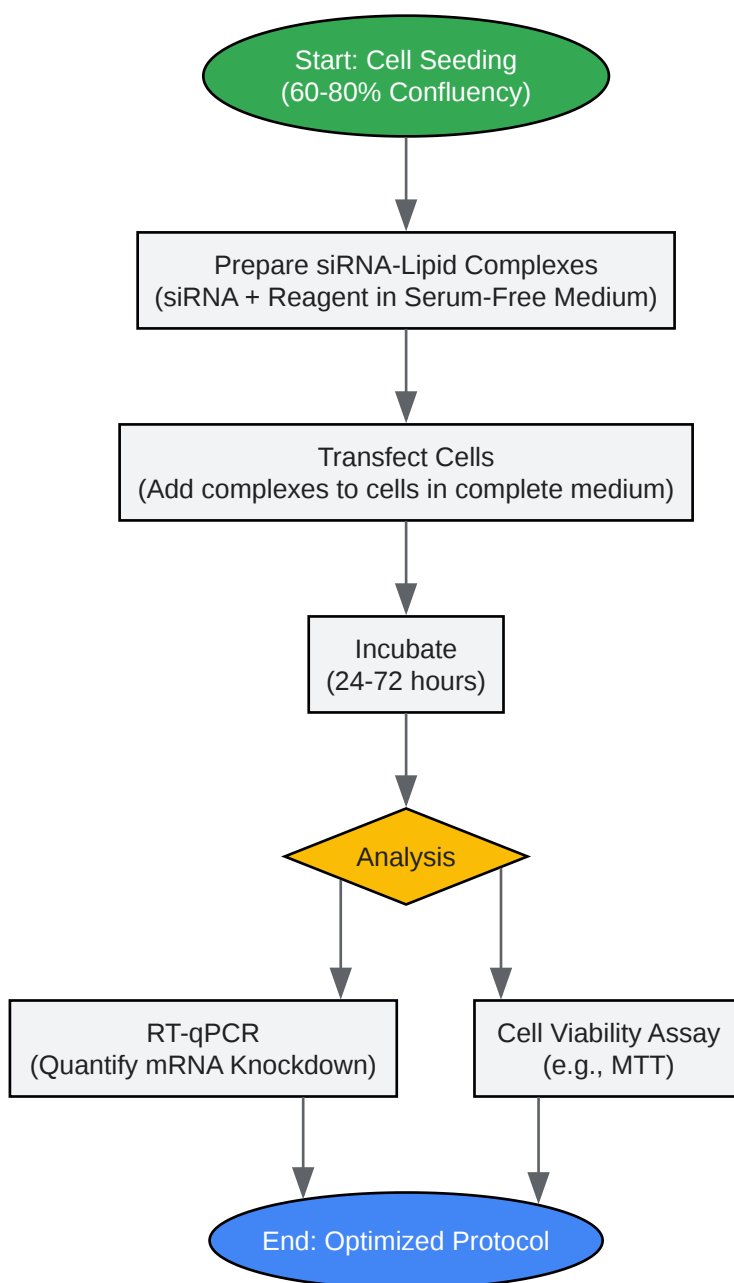 Start: Cell Seeding
(60-80% Confluency)
Prepare siRNA-Lipid Complexes
(siRNA + Reagent in Serum-Free Medium)
Transfect Cells
(Add complexes to cells in complete medium)
Incubate
(24-72 hours)
Analysis
RT-qPCR
(Quantify mRNA Knockdown)
Cell Viability Assay
(e.g., MTT)
End: Optimized Protocol